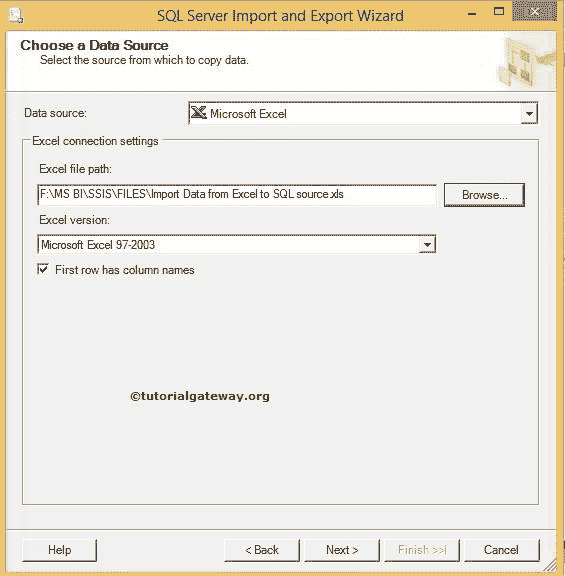 SQL Server Import and Export Wizard
Choose a Data Source
Select the source from which to copy data.
Data source:
Microsoft Excel
Excel connection settings
Excel file path:
F:\MS BI\SSIS\FILES\Import Data from Excel to SQL source.xls
Browse...
Excel version:
Microsoft Excel 97-2003
First row has column names
©tutorialgateway.org
Help
< Back
Next >
Finish >>|
Cancel